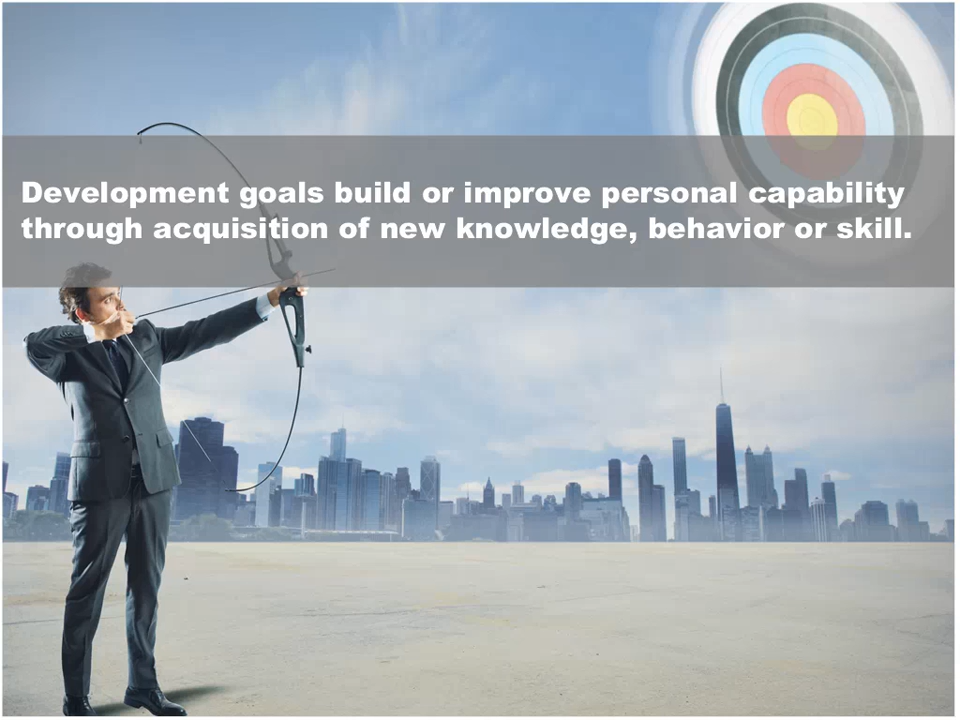 Development goals build or improve personal capability
through acquisition of new knowledge, behavior or skill.